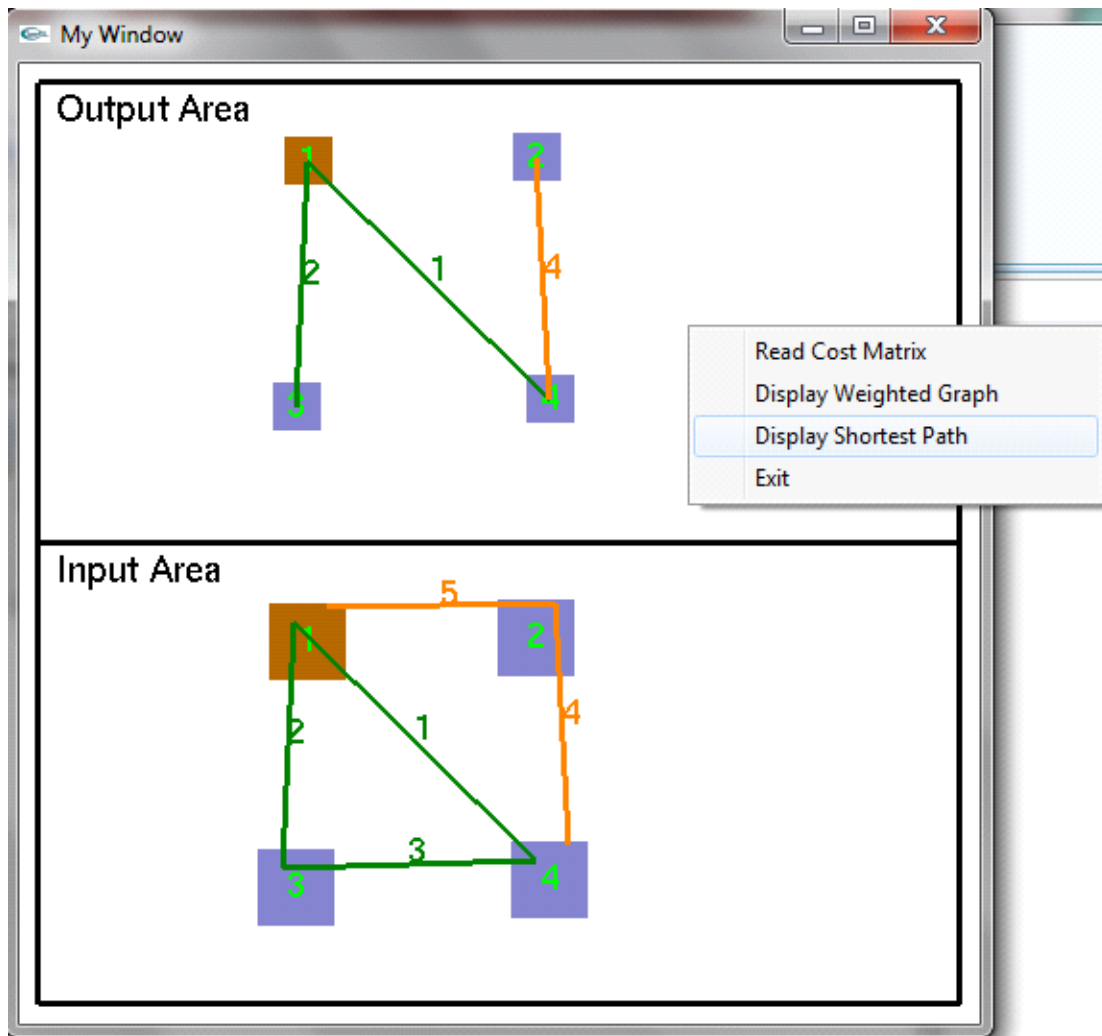 My Window
Output Area
1
2
2
1
4
3
4
Read Cost Matrix
Display Weighted Graph
Display Shortest Path
Exit
Input Area
5
1
2
2
1
4
3
3
4